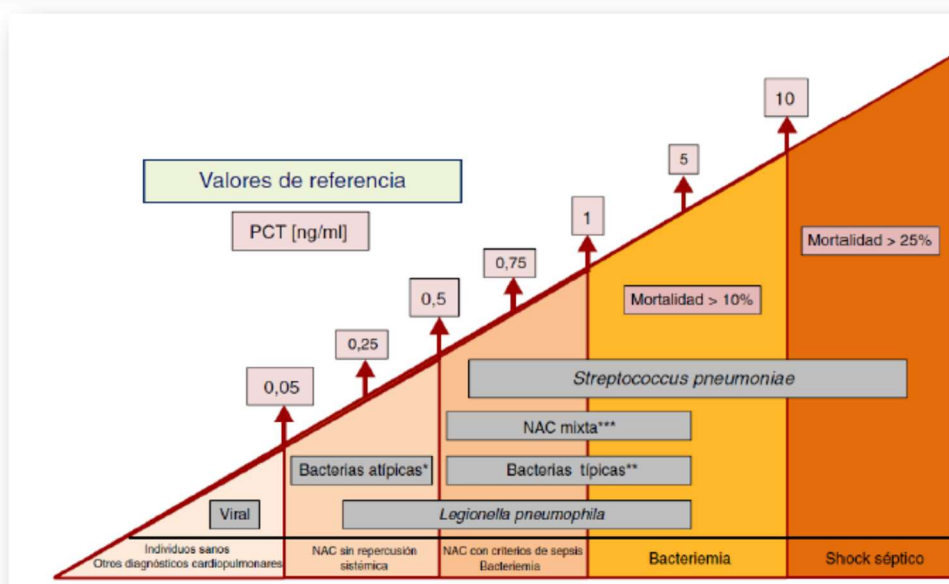 10
5
Valores de referencia
1
PCT [ng/ml]
Mortalidad > 25%
0,75
0,5
Mortalidad > 10%
0,25
Streptococcus pneumoniae
0,05
NAC mixta***
Bacterias atípicas*
Bacterias típicas**
Viral
Legionella pneumophila
Individuos sanos
Otros diagnósticos cardiopulmonares
NAC sin repercusión
sistémica
NAC con criterios de sepsis
Bacteriemia
Bacteriemia
Shock séptico